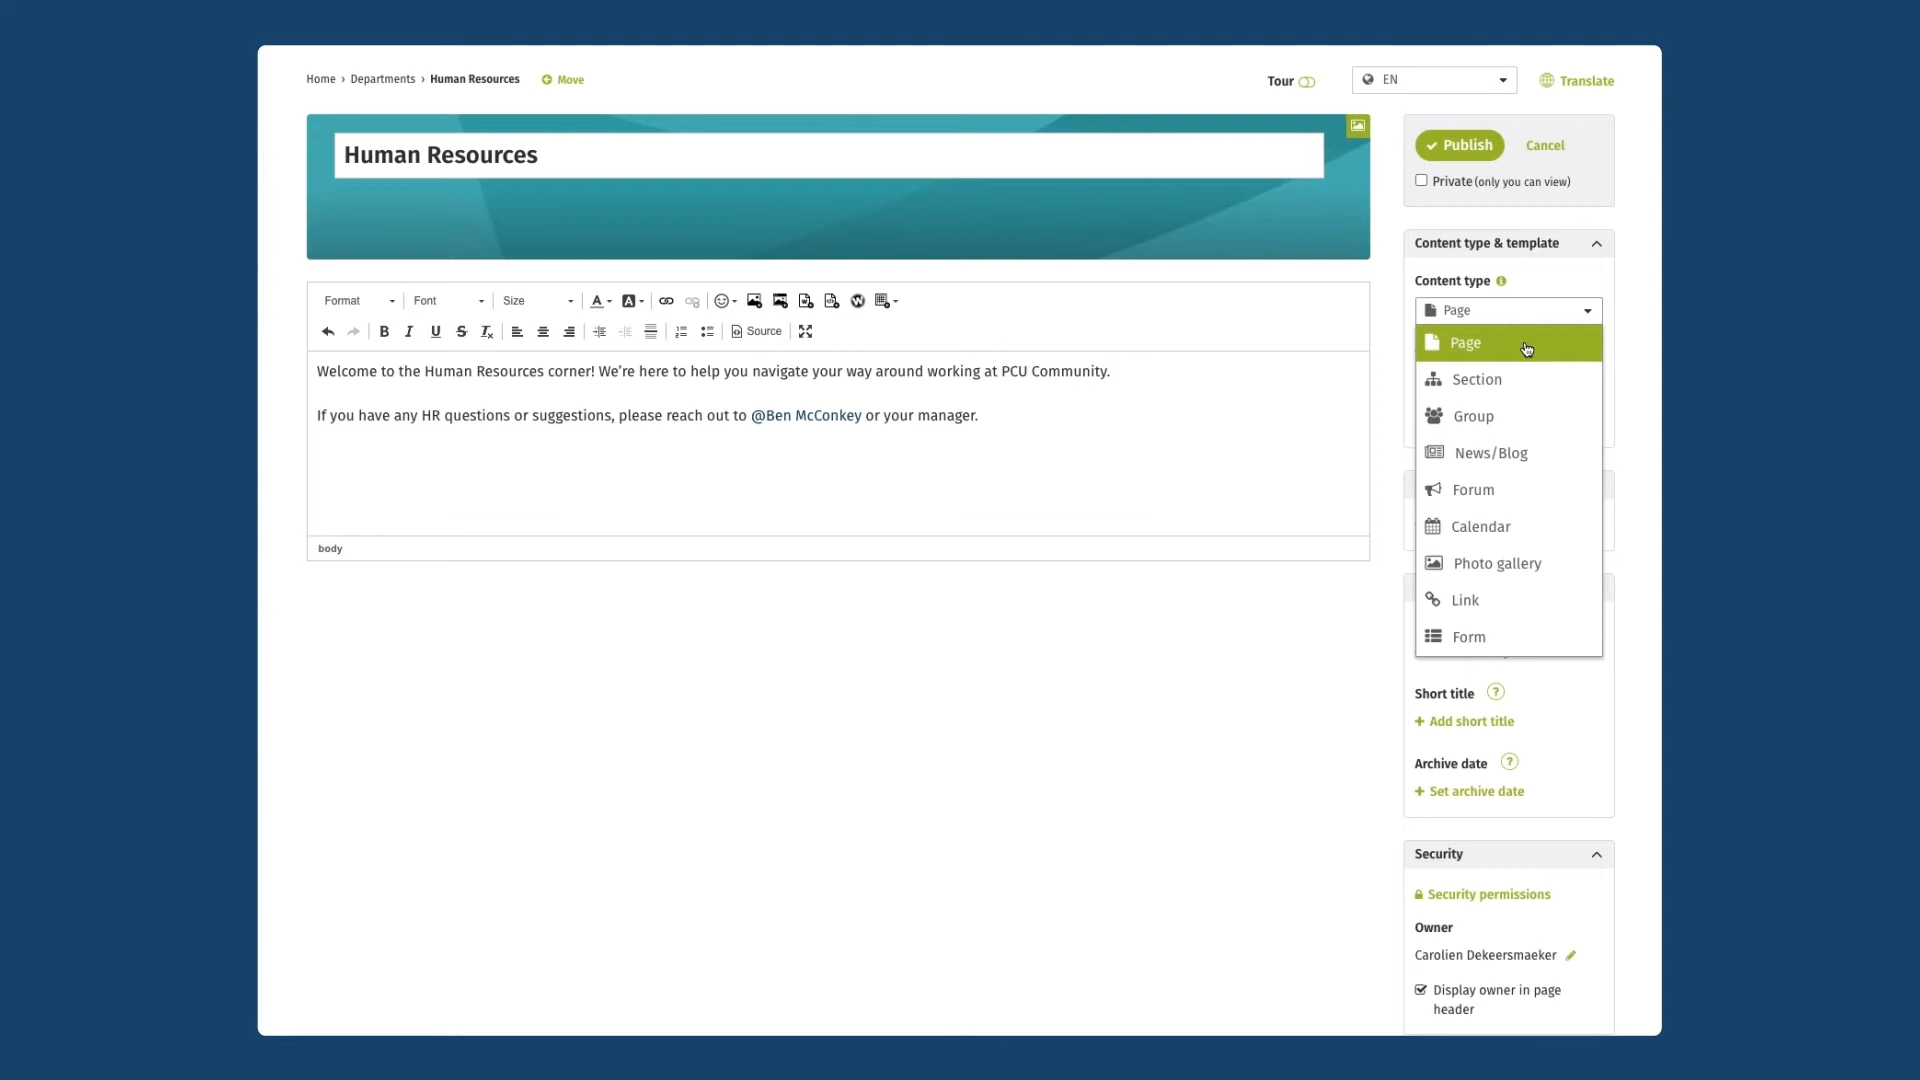 Home › Departments › Human Resources Move
Tour EN Translate
Human Resources
Publish Cancel
Private (only you can view)
Content type & template
Content type
Page
Page
Section
Group
News/Blog
Forum
Calendar
Photo gallery
Link
Form
Format Font Size
Source
Welcome to the Human Resources corner! We're here to help you navigate your way around working at PCU Community.
If you have any HR questions or suggestions, please reach out to @Ben McConkey or your manager.
body
Short title ?
+ Add short title
Archive date ?
+ Set archive date
Security
Security permissions
Owner
Carolien Dekeersmaeker
Display owner in page
header